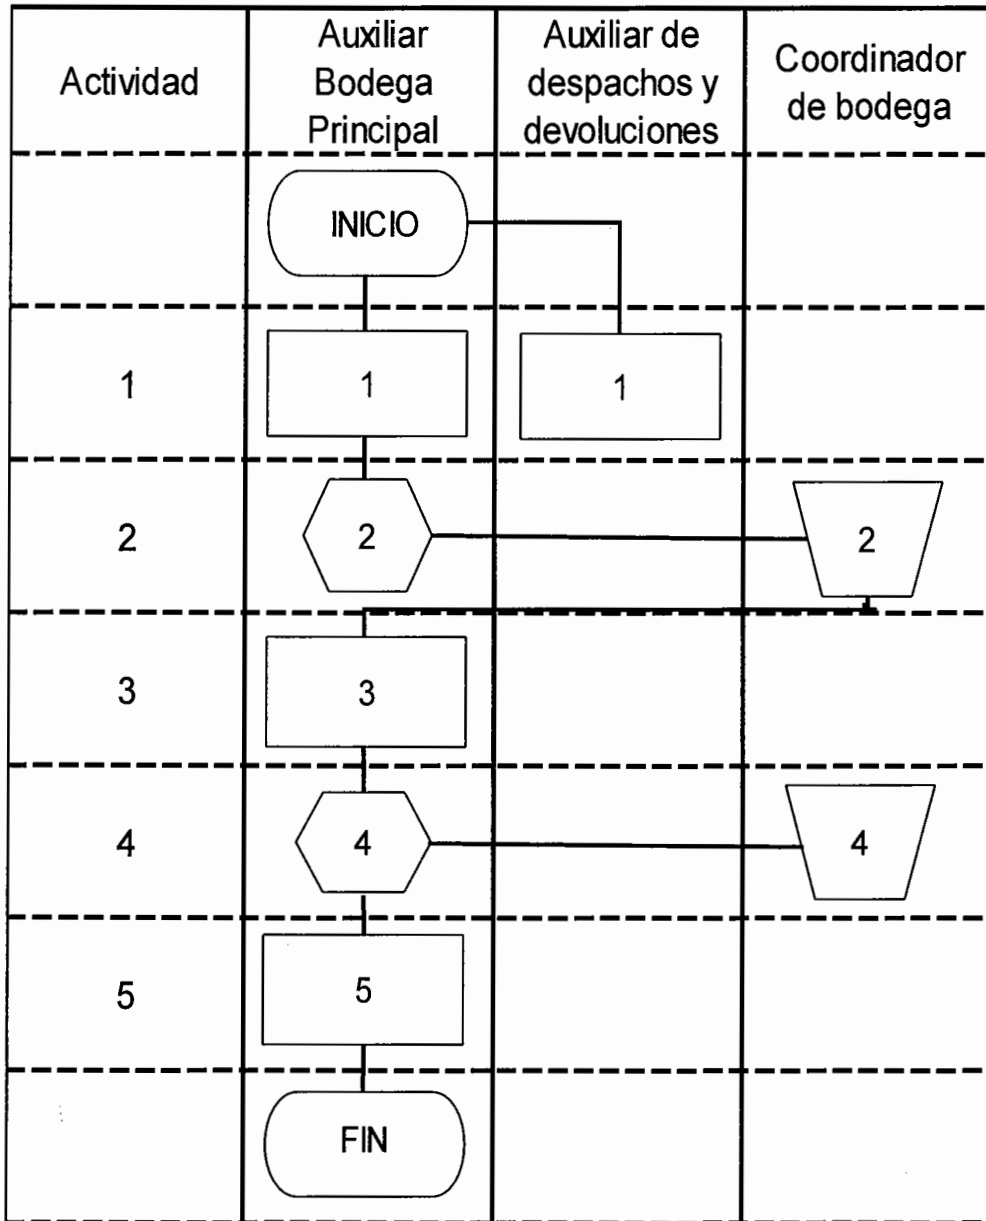 Actividad
Auxiliar
Bodega
Principal
Auxiliar de
despachos y
devoluciones
Coordinador
de bodega
INICIO
1
1
1
2
2
2
3
3
4
4
4
5
5
FIN